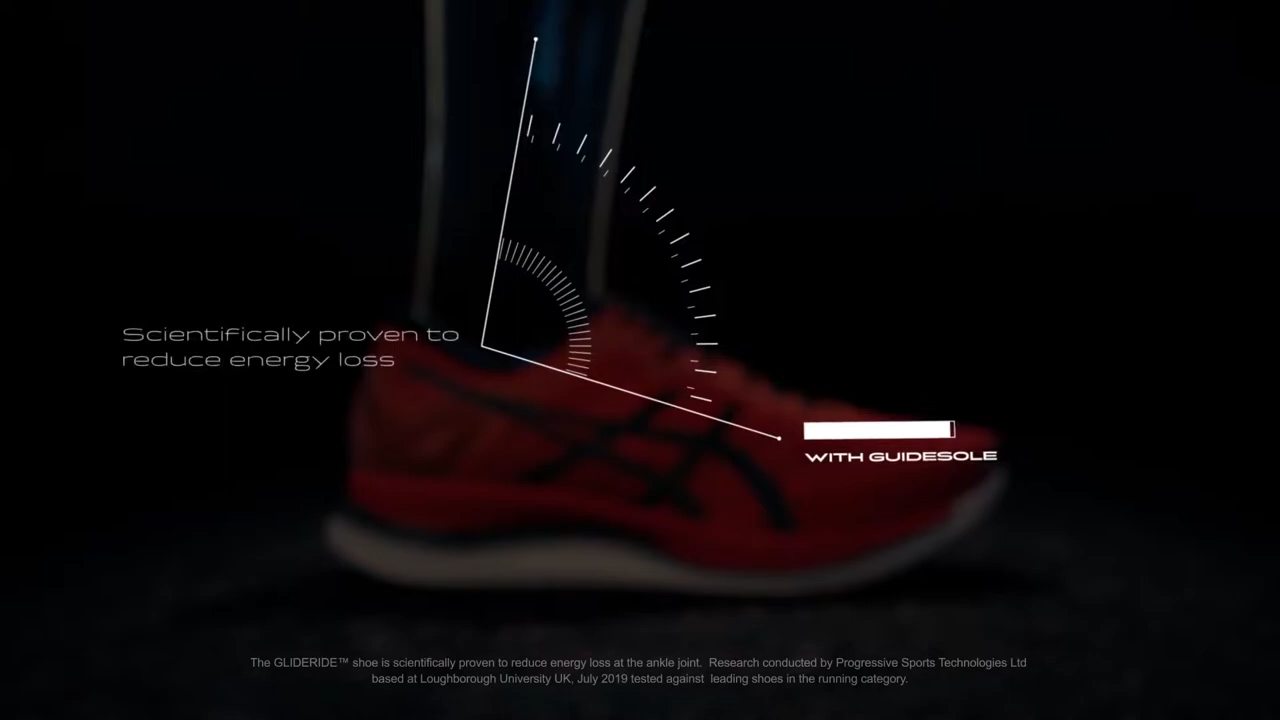 Scientifically proven to
reduce energy loss
WITH GUIDESOLE
The GLIDERIDE™ shoe is scientifically proven to reduce energy loss at the ankle joint. Research conducted by Progressive Sports Technologies Ltd
based at Loughborough University UK, July 2019 tested against leading shoes in the running category.